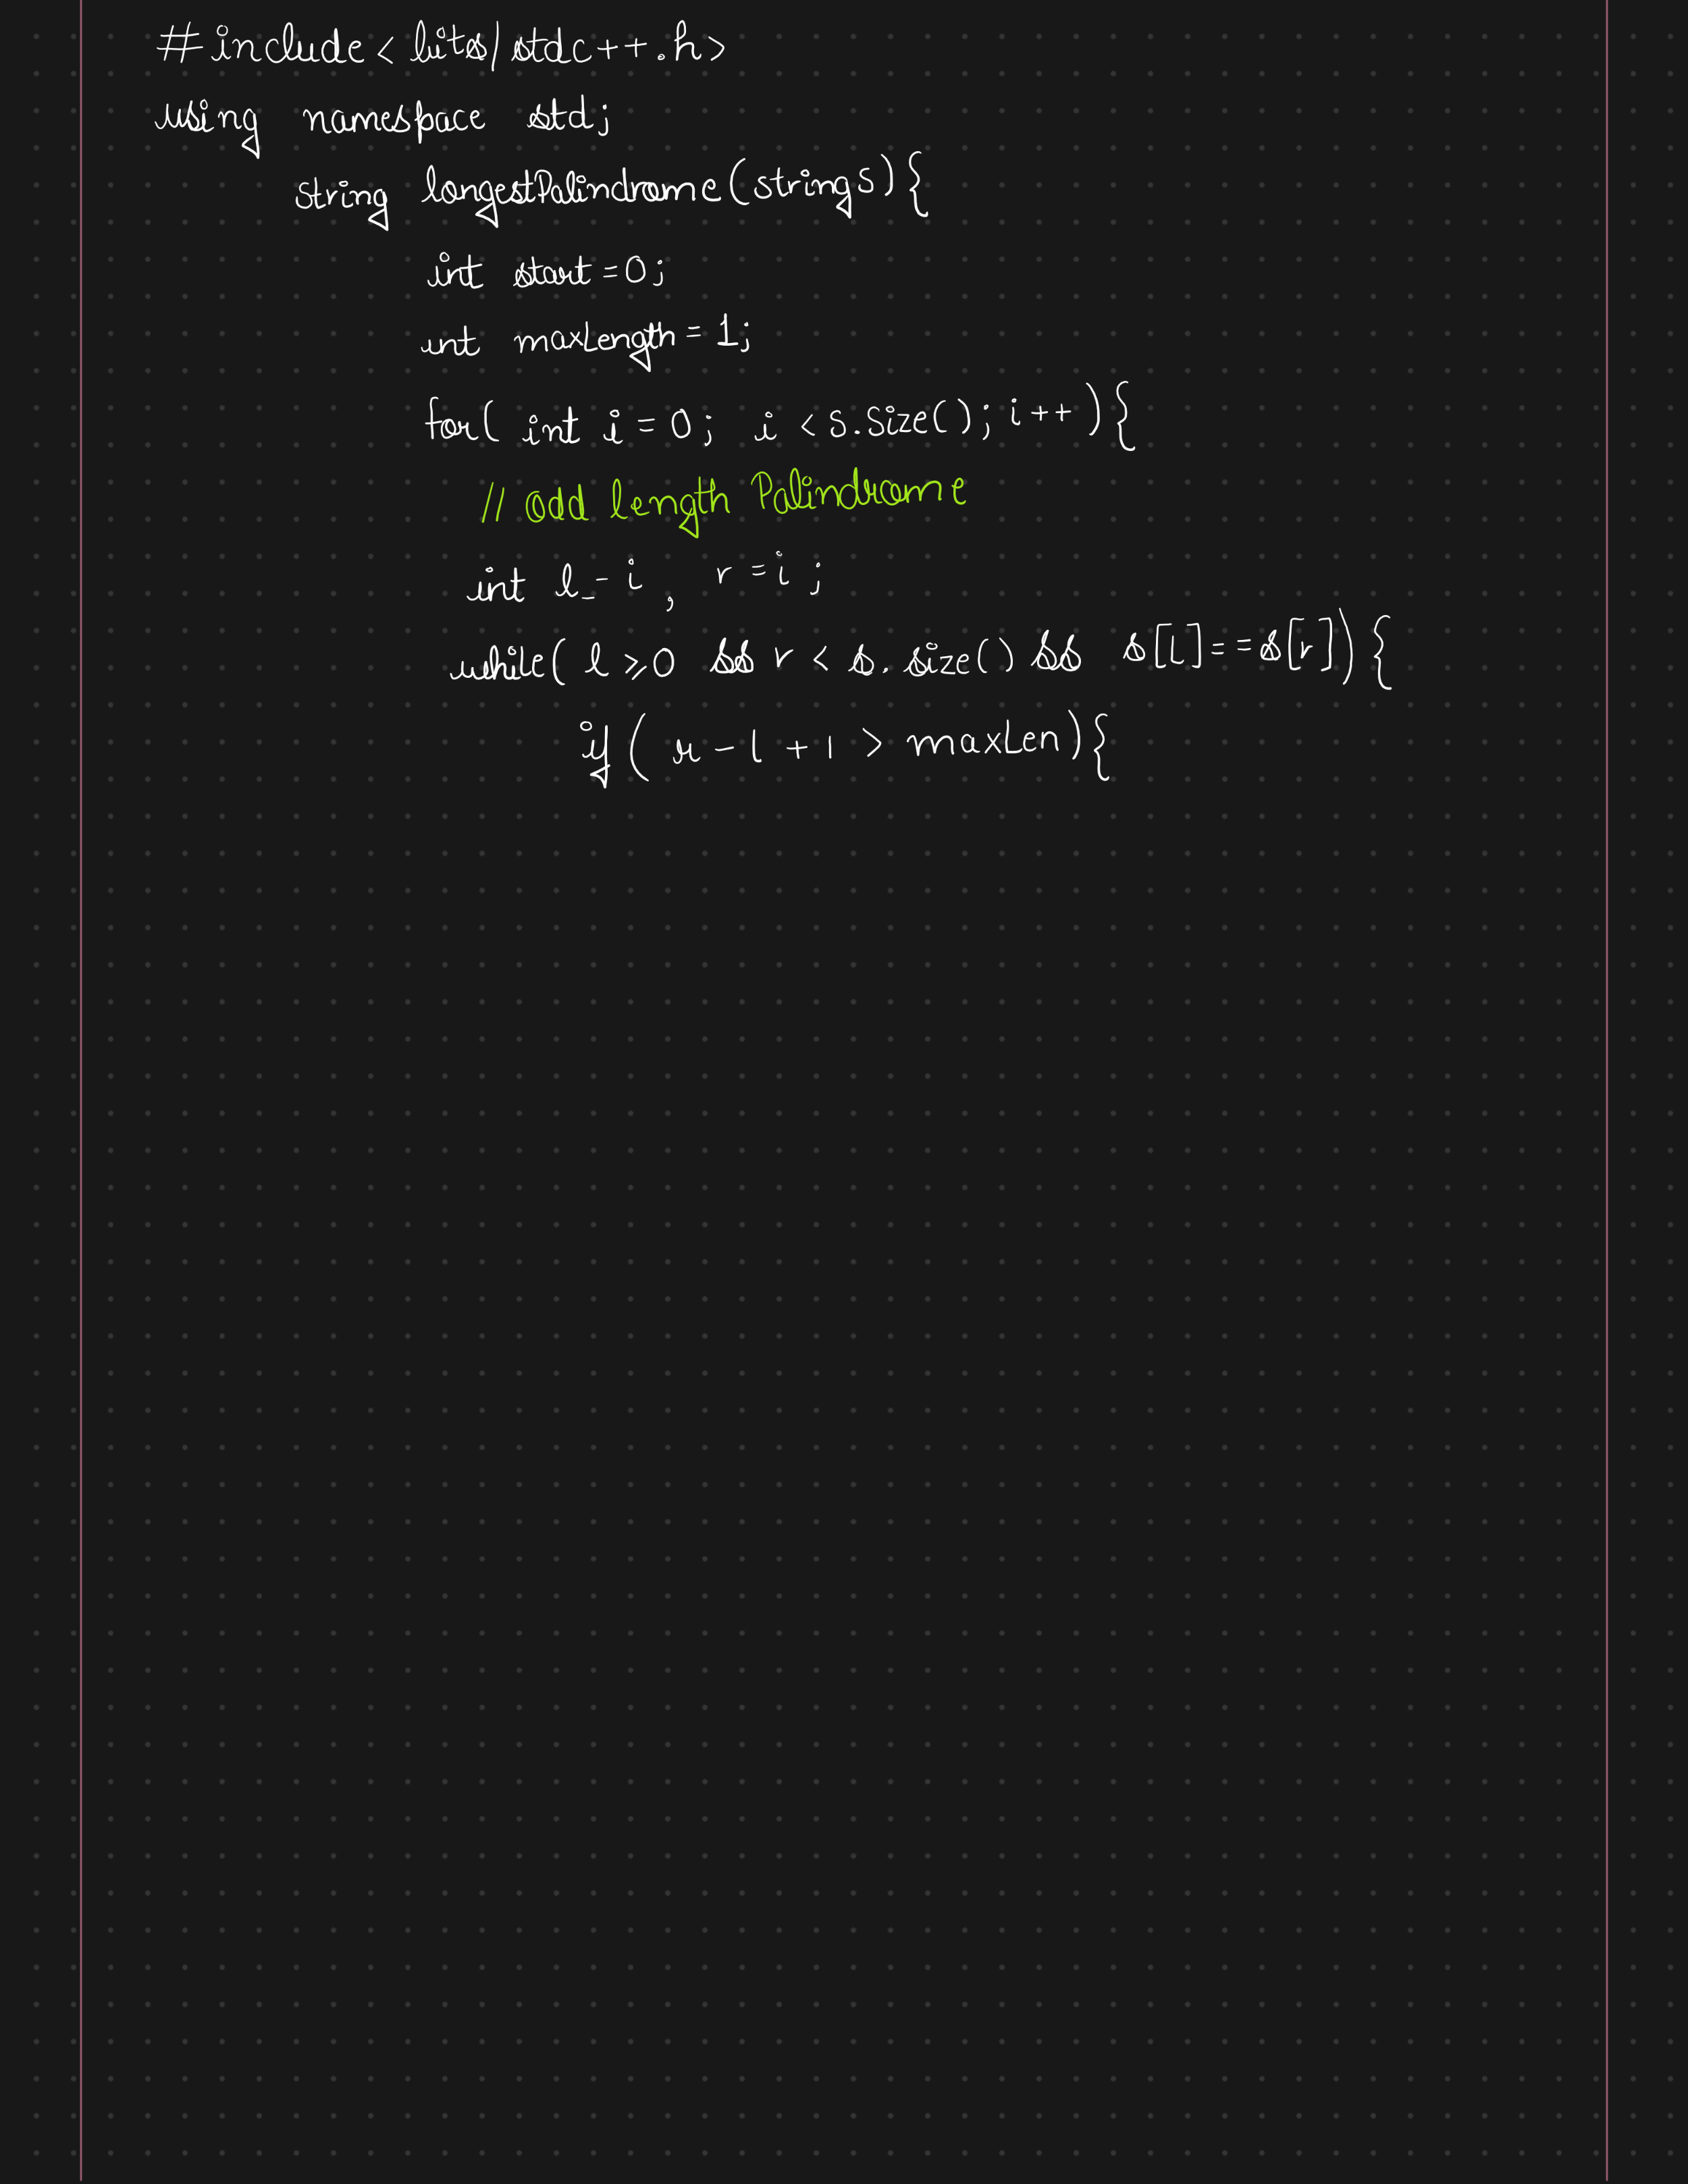 #include<bits/stdc++.h>
using namespace std;
string longestPalindrome(string s){
int start=0;
int maxLength=1;
for( int i=0; i<s.size(); i++){
// odd length Palindrome
int l=i, r=i;
while( l≥0 && r<s.size() && s[l]==s[r]){
if( r-l+1 > maxLen){